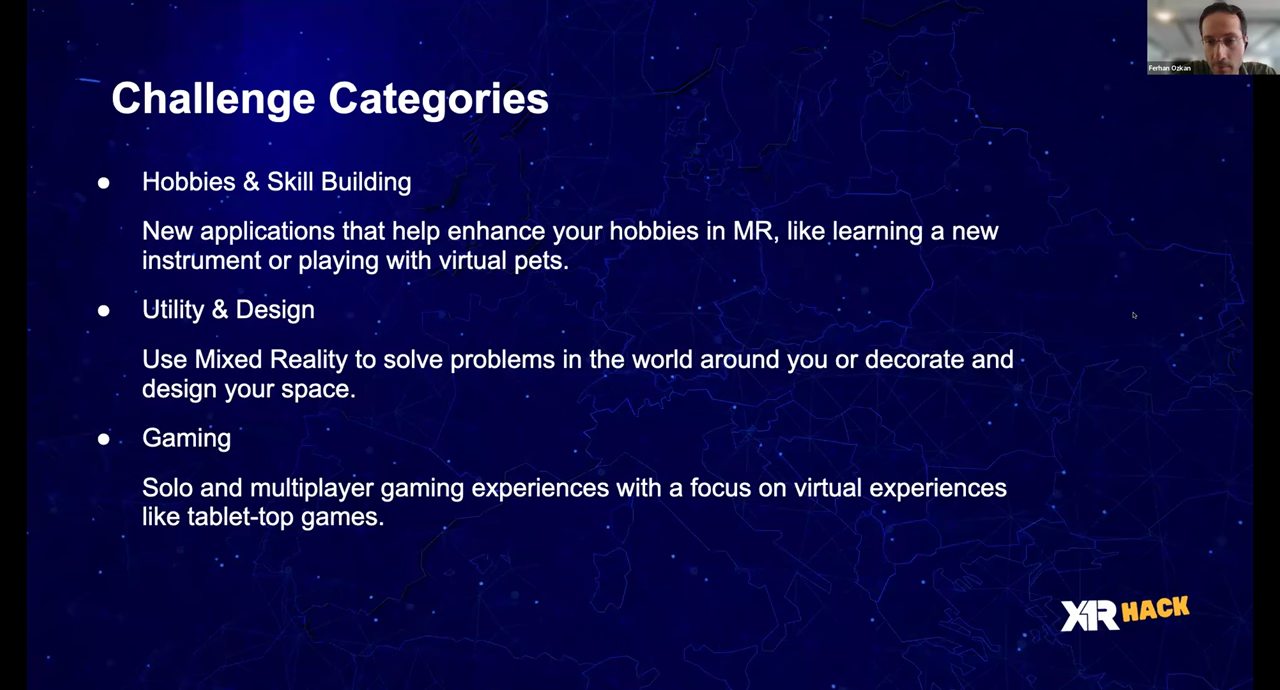 Ferhan Ozkan
Challenge Categories
● Hobbies & Skill Building
New applications that help enhance your hobbies in MR, like learning a new
instrument or playing with virtual pets.
● Utility & Design
Use Mixed Reality to solve problems in the world around you or decorate and
design your space.
● Gaming
Solo and multiplayer gaming experiences with a focus on virtual experiences
like tablet-top games.
XR HACK